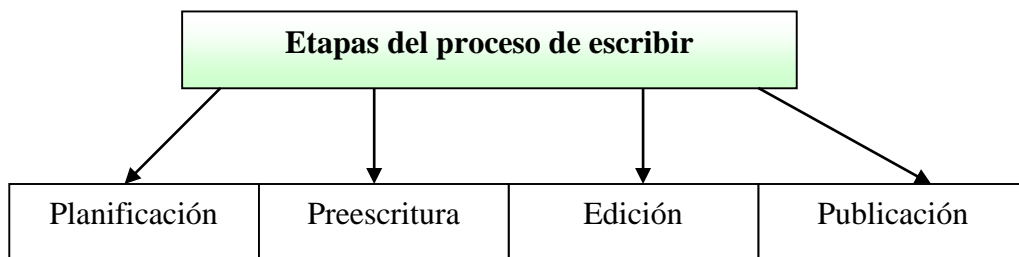 Etapas del proceso de escribir
Planificación
Preescritura
Edición
Publicación